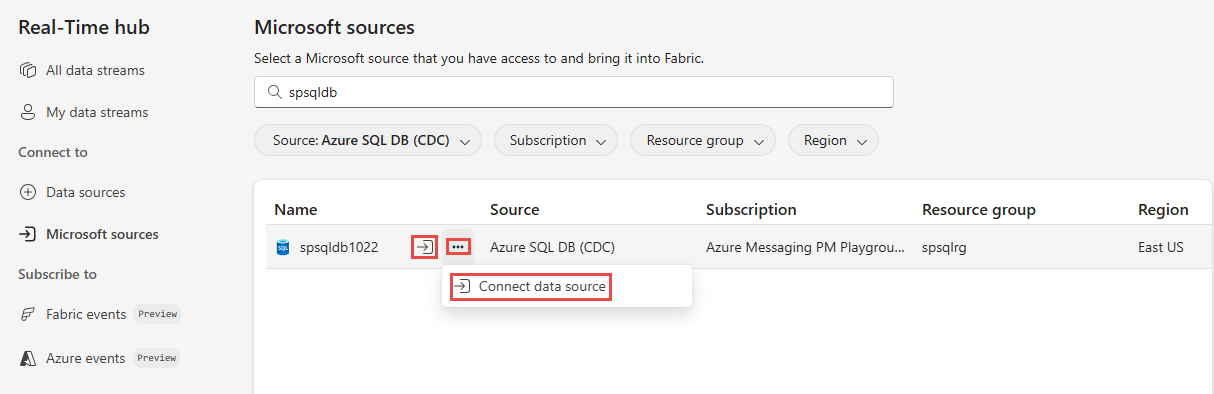 Real-Time hub
All data streams
My data streams
Connect to
Data sources
Microsoft sources
Subscribe to
Fabric events Preview
Azure events Preview
Microsoft sources
Select a Microsoft source that you have access to and bring it into Fabric.
spsqldb
Source: Azure SQL DB (CDC) Subscription Resource group Region
Name Source Subscription Resource group Region
SQL spsqldb1022 ... Azure SQL DB (CDC) Azure Messaging PM Playgrou... spsqlrg East US
Connect data source